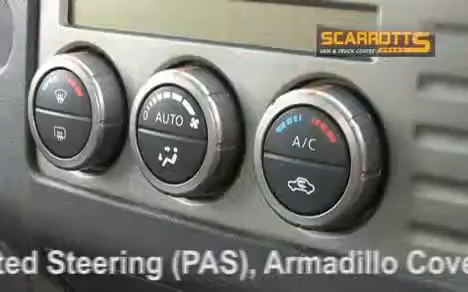 SCARROTTS
VAN & TRUCK CENTRE
AUTO
A/C
ted Steering (PAS), Armadillo Cove